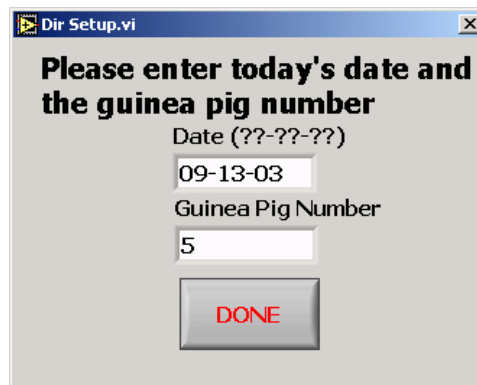 Dir Setup.vi
Please enter today's date and
the guinea pig number
Date (??-??-??)
09-13-03
Guinea Pig Number
5
DONE